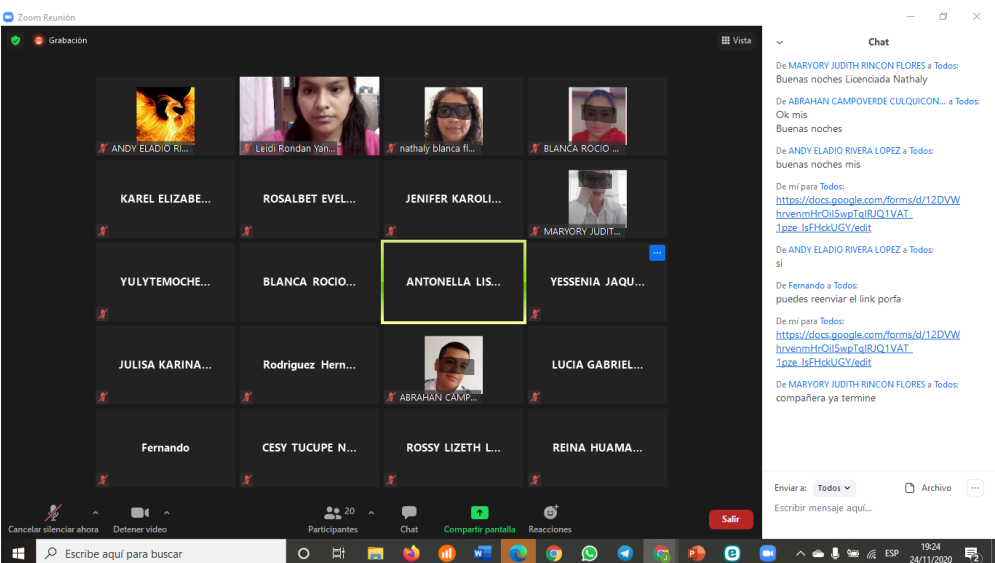 Zoom Reunión
Grabación
Vista
ANDY ELADIO RI...
Leidi Rondan Yan...
nathaly blanca fl...
BLANCA ROCIO ...
KAREL ELIZABE...
ROSALBET EVEL...
JENIFER KAROLI...
MARYORY JUDIT...
YULYTEMOCHE...
BLANCA ROCIO...
ANTONELLA LIS...
YESSENIA JAQU...
JULISA KARINA...
Rodriguez Hern...
ABRAHAN CAMP...
LUCIA GABRIEL...
Fernando
CESY TUCUPE N...
ROSSY LIZETH L...
REINA HUAMA...
Cancelar silenciar ahora
Detener video
20
Participantes
Chat
Compartir pantalla
Reacciones
Salir
Chat
De MARYORY JUDITH RINCON FLORES a Todos:
Buenas noches Licenciada Nathaly
De ABRAHAN CAMPOVERDE CULQUICON... a Todos:
Ok mis
Buenas noches
De ANDY ELADIO RIVERA LOPEZ a Todos:
buenas noches mis
De mí para Todos:
https://docs.google.com/forms/d/12DVW
hrvenmHrOiI5wpTqIRJQ1VAT_
1pze_IsFHckUGY/edit
De ANDY ELADIO RIVERA LOPEZ a Todos:
si
De Fernando a Todos:
puedes reenviar el link porfa
De mí para Todos:
https://docs.google.com/forms/d/12DVW
hrvenmHrOiI5wpTqIRJQ1VAT_
1pze_IsFHckUGY/edit
De MARYORY JUDITH RINCON FLORES a Todos:
compañera ya termine
Enviar a: Todos
Archivo
Escribir mensaje aquí...
Escribe aquí para buscar
ESP
19:24
24/11/2020
2